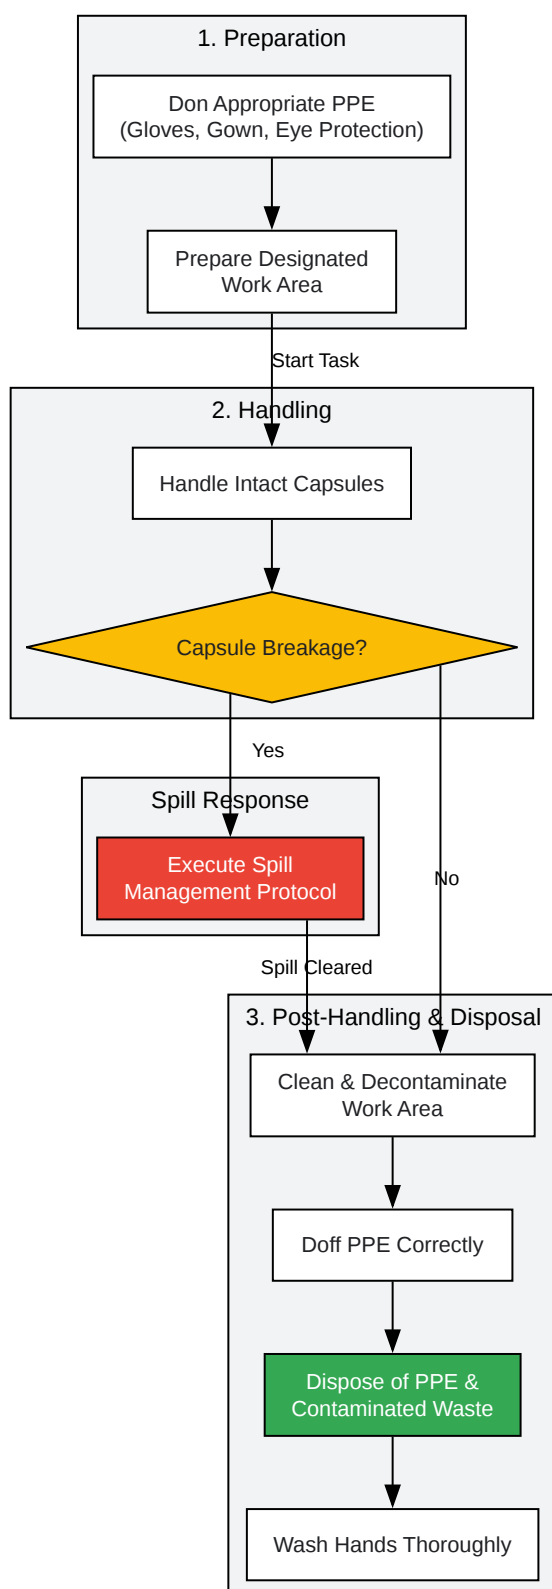 1. Preparation
Don Appropriate PPE
(Gloves, Gown, Eye Protection)
Prepare Designated
Work Area
Start Task
2. Handling
Handle Intact Capsules
Capsule Breakage?
Yes
Spill Response
Execute Spill
Management Protocol
No
Spill Cleared
3. Post-Handling & Disposal
Clean & Decontaminate
Work Area
Doff PPE Correctly
Dispose of PPE &
Contaminated Waste
Wash Hands Thoroughly